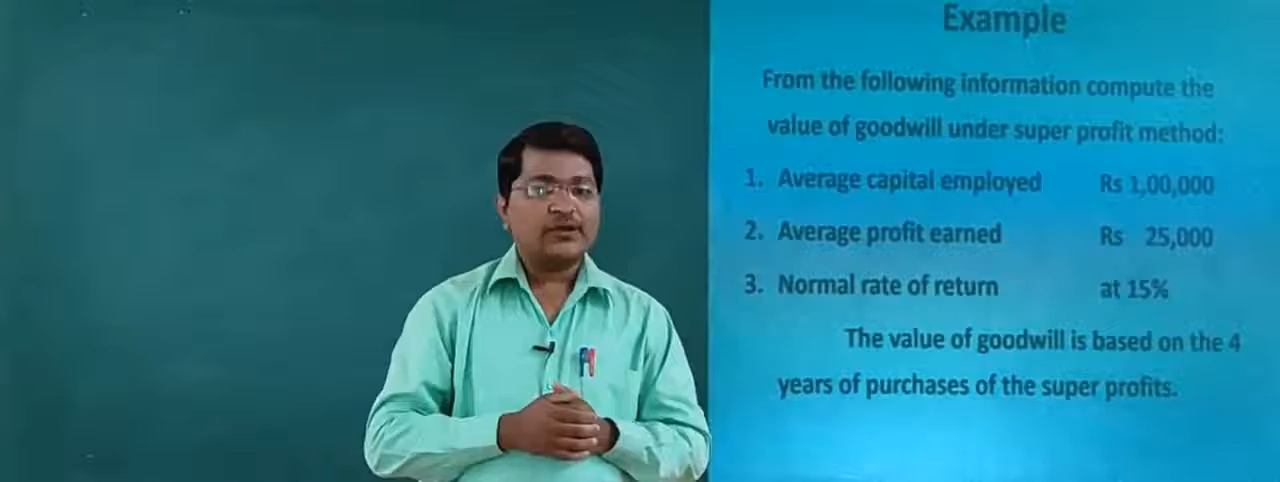 Example
From the following information compute the
value of goodwill under super profit method:
1. Average capital employed Rs 1,00,000
2. Average profit earned Rs 25,000
3. Normal rate of return at 15%
The value of goodwill is based on the 4
years of purchases of the super profits.